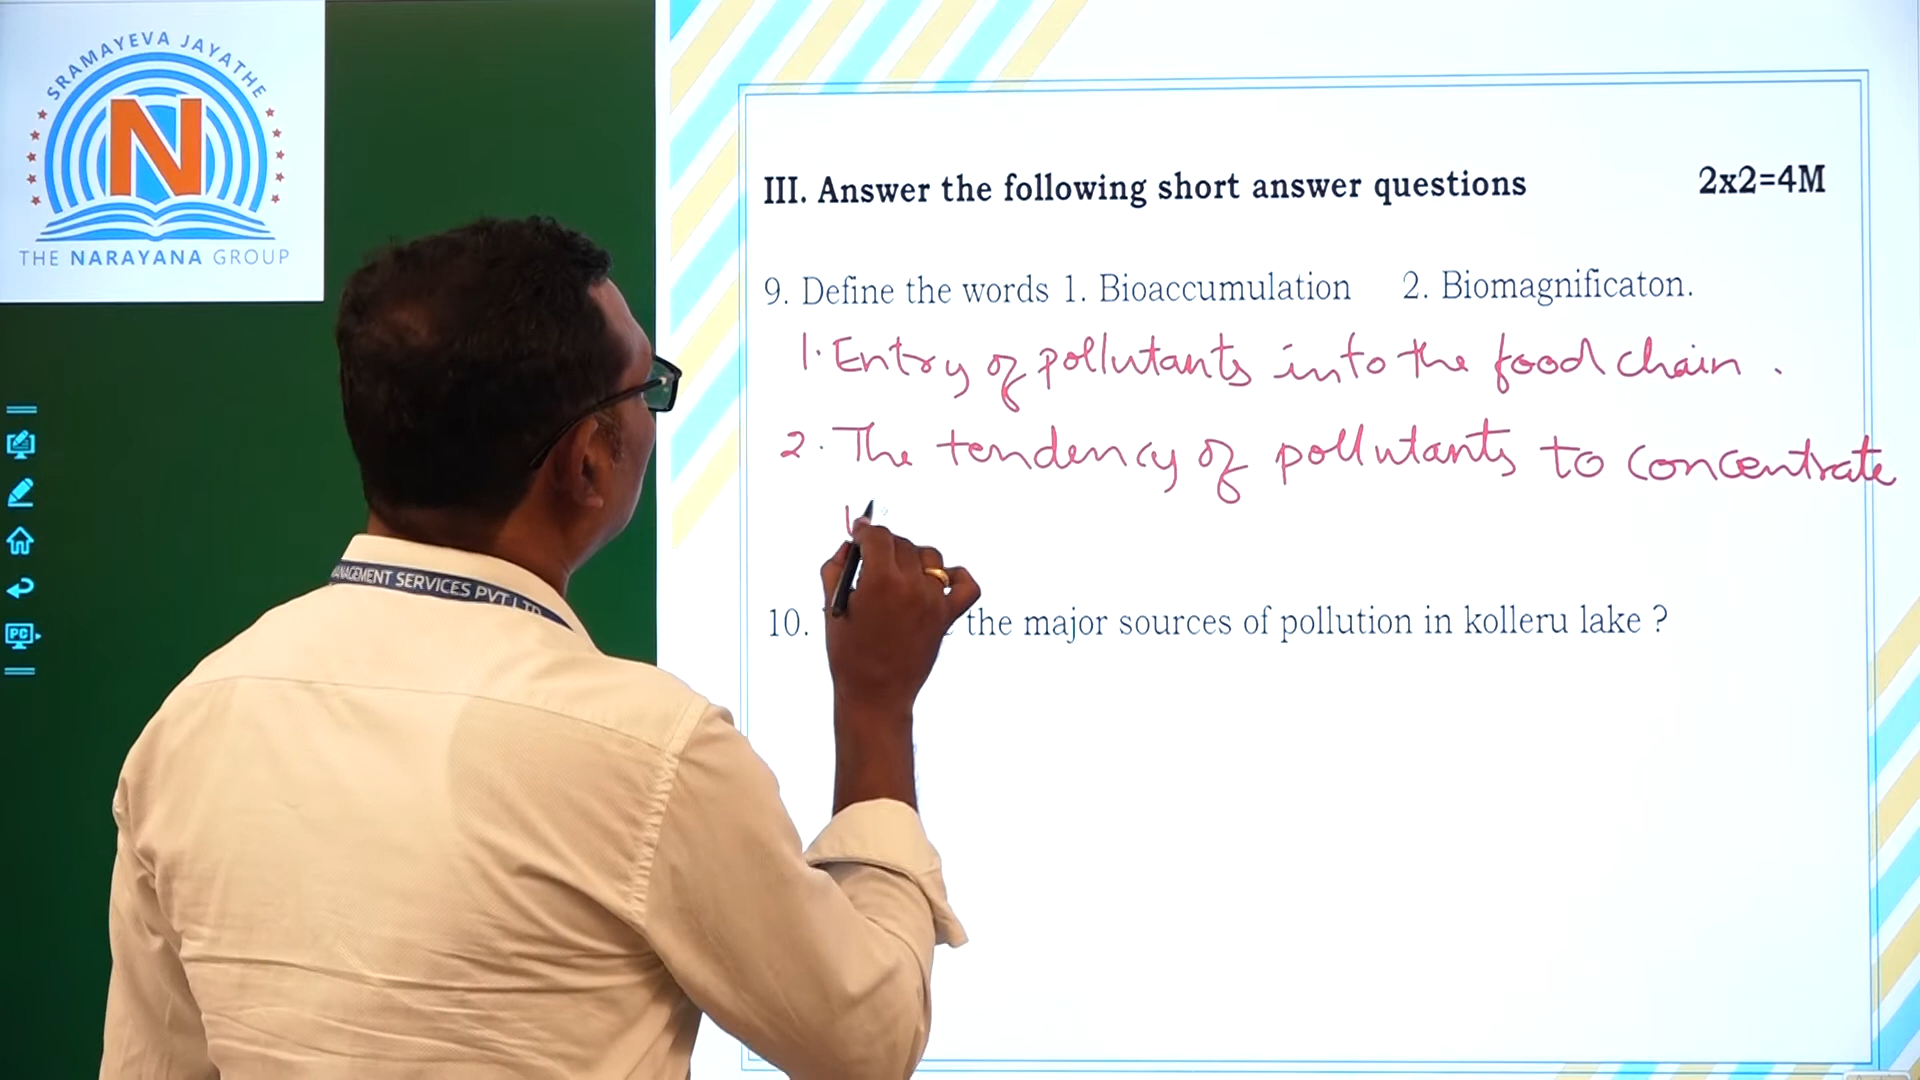 SRAMAYEVA JAYATHE
N
THE NARAYANA GROUP
MANAGEMENT SERVICES PVT LTD
III. Answer the following short answer questions 2x2=4M
9. Define the words 1. Bioaccumulation 2. Biomagnificaton.
1. Entry of pollutants into the food chain.
2. The tendency of pollutants to concentrate
10. the major sources of pollution in kolleru lake ?
PC